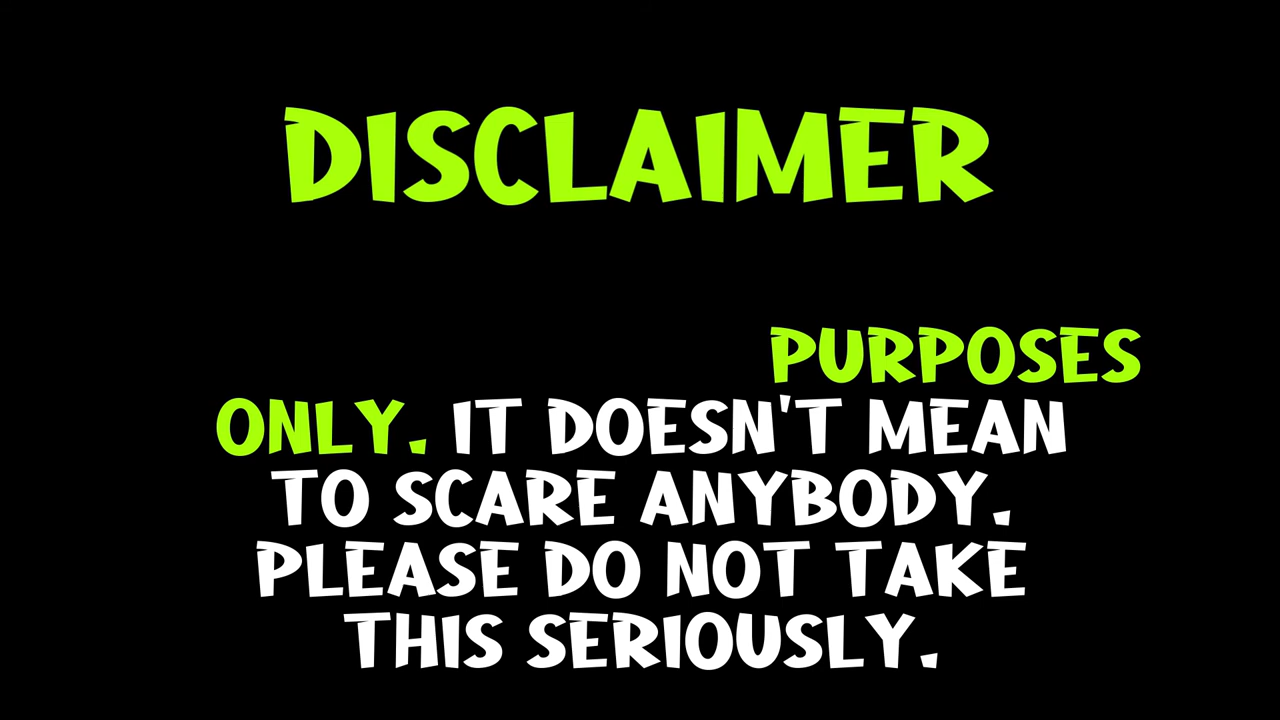 DISCLAIMER
PURPOSES
ONLY. IT DOESN'T MEAN
TO SCARE ANYBODY.
PLEASE DO NOT TAKE
THIS SERIOUSLY.